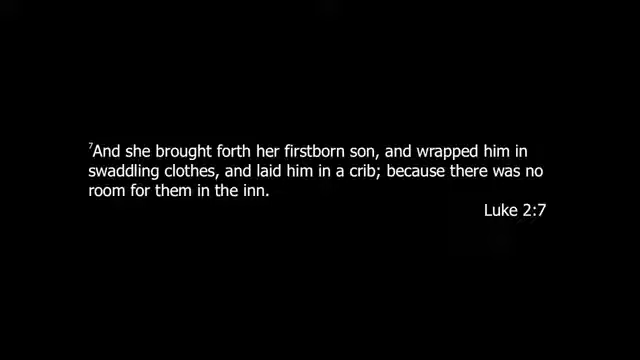 ⁷And she brought forth her firstborn son, and wrapped him in
swaddling clothes, and laid him in a crib; because there was no
room for them in the inn.
Luke 2:7